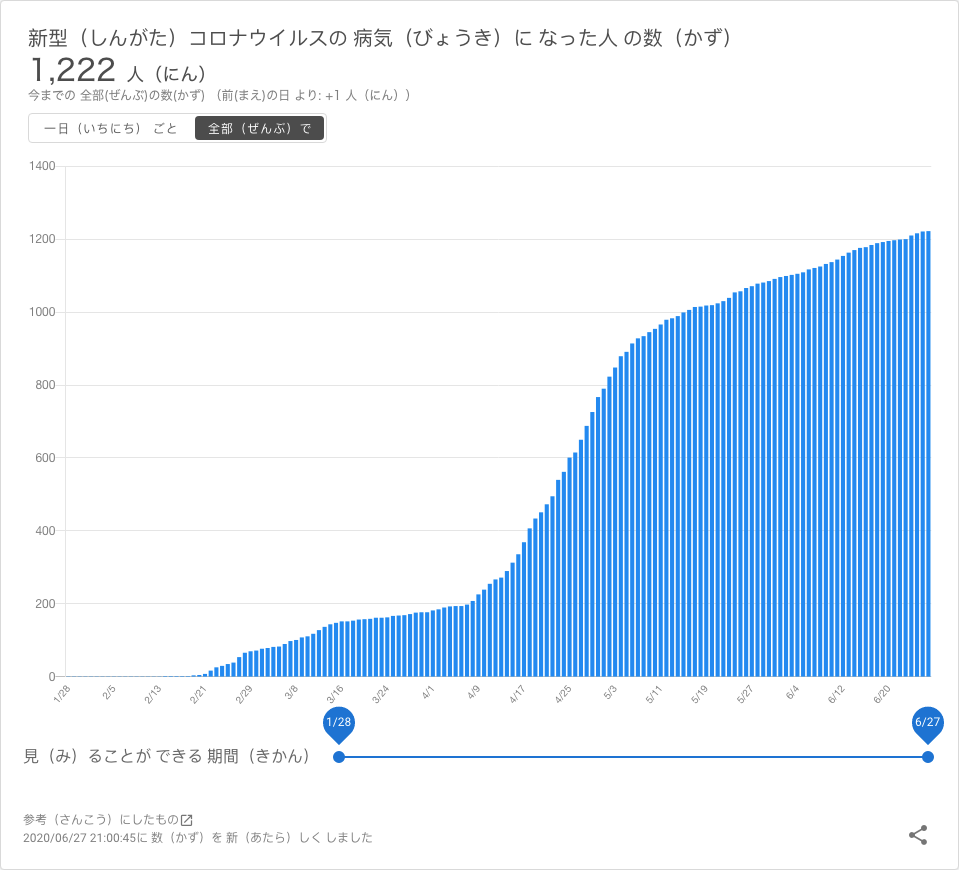 新型（しんがた）コロナウイルスの 病気（びょうき）に なった人 の数（かず）
1,222 人（にん）
今までの 全部(ぜんぶ)の数(かず) （前(まえ)の日 より: +1 人（にん））
一日（いちにち） ごと 全部（ぜんぶ）で
1400
1200
1000
800
600
400
200
0
1/28 2/5 2/13 2/21 2/29 3/8 3/16 3/24 4/1 4/9 4/17 4/25 5/3 5/11 5/19 5/27 6/4 6/12 6/20
1/28 6/27
見（み）ることが できる 期間（きかん）
参考（さんこう）にしたもの
2020/06/27 21:00:45に 数（かず）を 新（あたら）しく しました